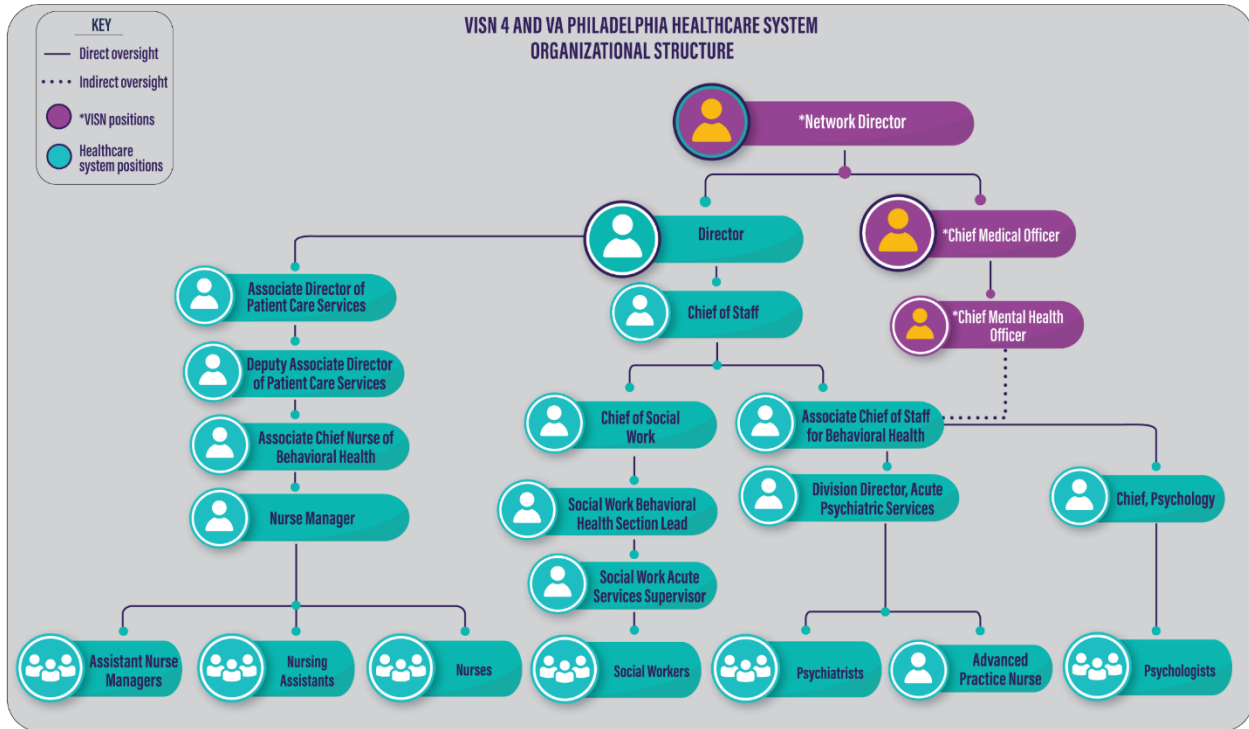 KEY
Direct oversight
Indirect oversight
*VISN positions
Healthcare
system positions
VISN 4 AND VA PHILADELPHIA HEALTHCARE SYSTEM
ORGANIZATIONAL STRUCTURE
*Network Director
Director
*Chief Medical Officer
Associate Director of
Patient Care Services
Chief of Staff
*Chief Mental Health
Officer
Deputy Associate Director
of Patient Care Services
Chief of Social
Work
Associate Chief of Staff
for Behavioral Health
Associate Chief Nurse of
Behavioral Health
Nurse Manager
Social Work Behavioral
Health Section Lead
Division Director, Acute
Psychiatric Services
Chief, Psychology
Social Work Acute
Services Supervisor
Assistant Nurse
Managers
Nursing
Assistants
Nurses
Social Workers
Psychiatrists
Advanced
Practice Nurse
Psychologists